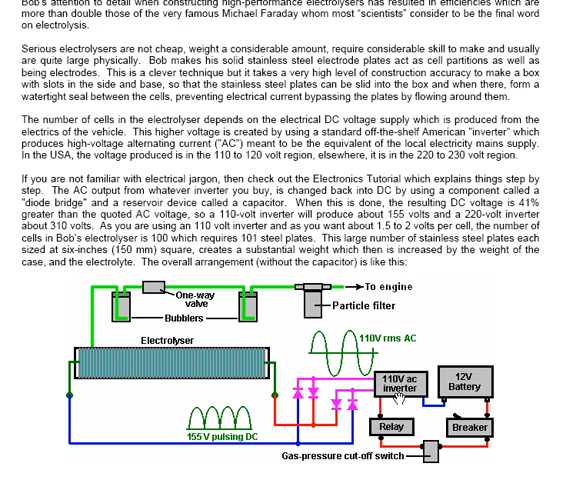 Bob's attention to detail when constructing high-performance electrolysers has resulted in efficiencies which are
more than double those of the very famous Michael Faraday whom most "scientists" consider to be the final word
on electrolysis.
Serious electrolysers are not cheap, weight a considerable amount, require considerable skill to make and usually
are quite large physically. Bob makes his solid stainless steel electrode plates act as cell partitions as well as
being electrodes. This is a clever technique but it takes a very high level of construction accuracy to make a box
with slots in the side and base, so that the stainless steel plates can be slid into the box and when there, form a
watertight seal between the cells, preventing electrical current bypassing the plates by flowing around them.
The number of cells in the electrolyser depends on the electrical DC voltage supply which is produced from the
electrics of the vehicle. This higher voltage is created by using a standard off-the-shelf American "inverter" which
produces high-voltage alternating current ("AC") meant to be the equivalent of the local electricity mains supply.
In the USA, the voltage produced is in the 110 to 120 volt region, elsewhere, it is in the 220 to 230 volt region.
If you are not familiar with electrical jargon, then check out the Electronics Tutorial which explains things step by
step. The AC output from whatever inverter you buy, is changed back into DC by using a component called a
"diode bridge" and a reservoir device called a capacitor. When this is done, the resulting DC voltage is 41%
greater than the quoted AC voltage, so a 110-volt inverter will produce about 155 volts and a 220-volt inverter
about 310 volts. As you are using an 110 volt inverter and as you want about 1.5 to 2 volts per cell, the number of
cells in Bob's electrolyser is 100 which requires 101 steel plates. This large number of stainless steel plates each
sized at six-inches (150 mm) square, creates a substantial weight which then is increased by the weight of the
case, and the electrolyte. The overall arrangement (without the capacitor) is like this:
To engine
One-way
valve
Particle filter
Bubblers
Electrolyser
110V rms AC
110V ac
inverter
12V
Battery
Relay
Breaker
155 V pulsing DC
Gas-pressure cut-off switch